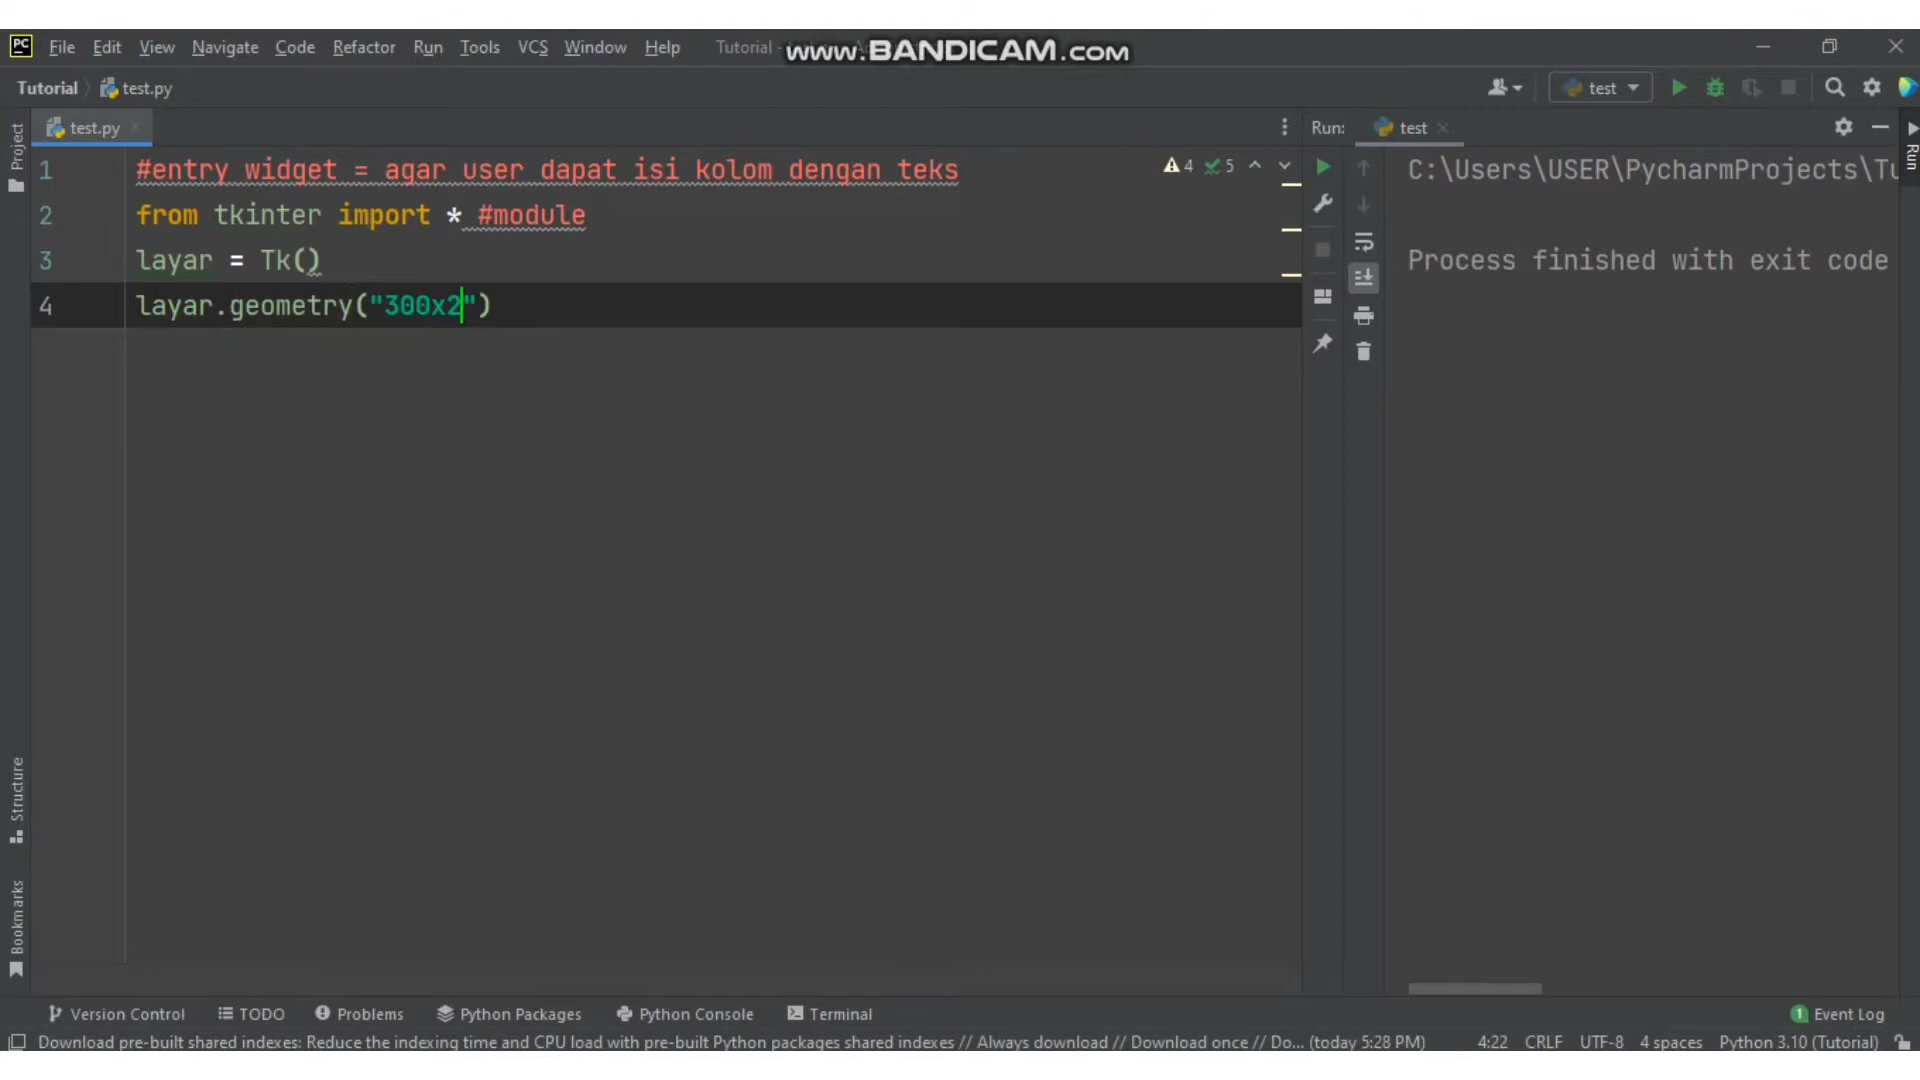 PC File Edit View Navigate Code Refactor Run Tools VCS Window Help Tutorial -
www.BANDICAM.com
Tutorial test.py test
test.py Run: test
Project
Run
1 #entry widget = agar user dapat isi kolom dengan teks
4 5
2 from tkinter import * #module
3 layar = Tk()
4 layar.geometry("300x2")
C:\Users\USER\PycharmProjects\Tu
Process finished with exit code
Structure
Bookmarks
Version Control TODO Problems Python Packages Python Console Terminal 1 Event Log
Download pre-built shared indexes: Reduce the indexing time and CPU load with pre-built Python packages shared indexes // Always download // Download once // Do... (today 5:28 PM) 4:22 CRLF UTF-8 4 spaces Python 3.10 (Tutorial)